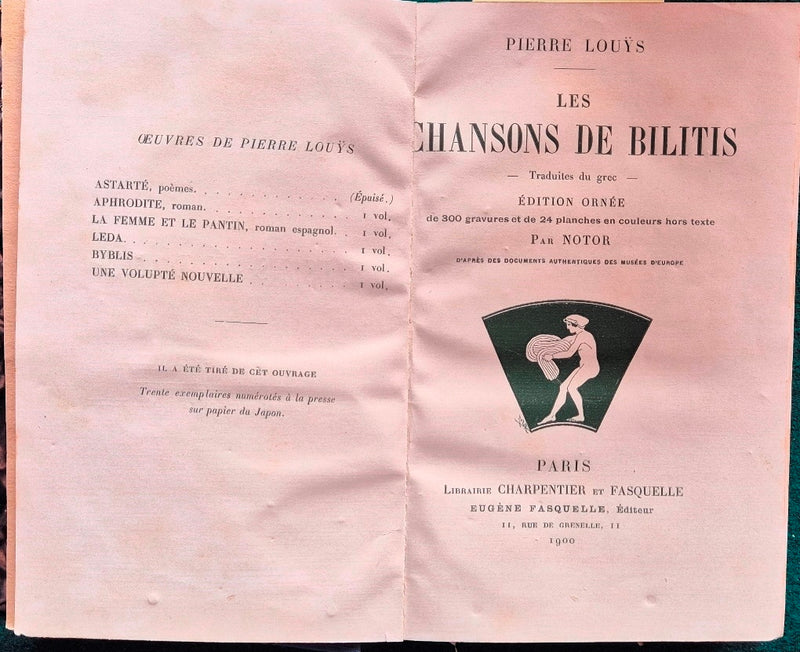 ŒUVRES DE PIERRE LOUŸS
ASTARTÉ, poèmes. . . . . . . . . . . (Épuisé.)
APHRODITE, roman. . . . . . . . . . . 1 vol.
LA FEMME ET LE PANTIN, roman espagnol. . 1 vol.
LEDA. . . . . . . . . . . . . . . 1 vol.
BYBLIS . . . . . . . . . . . . . . 1 vol.
UNE VOLUPTÉ NOUVELLE . . . . . . . . 1 vol.
IL A ÉTÉ TIRÉ DE CET OUVRAGE
Trente exemplaires numérotés à la presse
sur papier du Japon.
PIERRE LOUŸS
LES
CHANSONS DE BILITIS
— Traduites du grec —
ÉDITION ORNÉE
de 300 gravures et de 24 planches en couleurs hors texte
PAR NOTOR
D'APRÈS DES DOCUMENTS AUTHENTIQUES DES MUSÉES D'EUROPE
PARIS
LIBRAIRIE CHARPENTIER ET FASQUELLE
EUGÈNE FASQUELLE, Éditeur
11, RUE DE GRENELLE, 11
1900